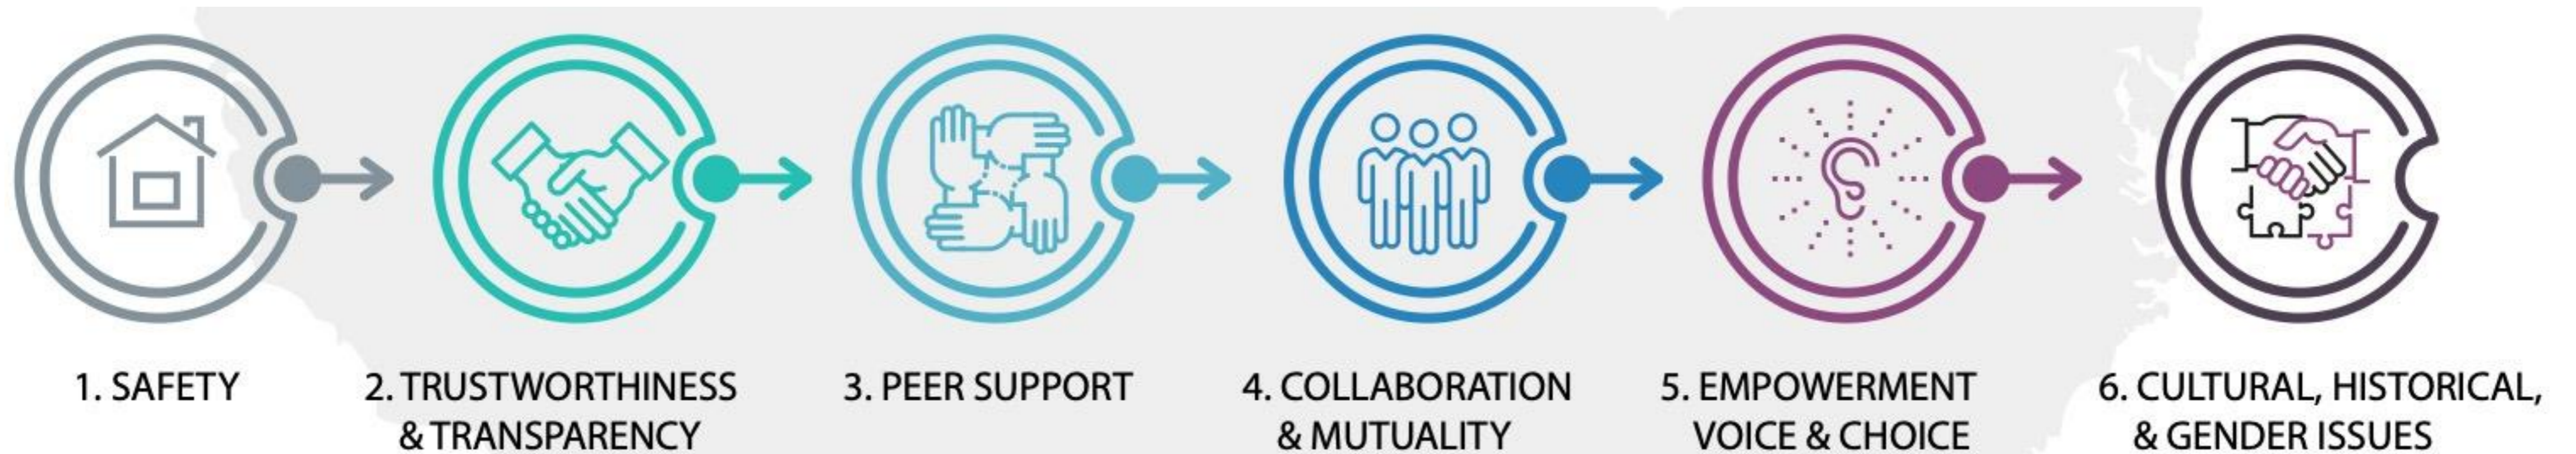 1. SAFETY
2. TRUSTWORTHINESS
& TRANSPARENCY
3. PEER SUPPORT
4. COLLABORATION
& MUTUALITY
5. EMPOWERMENT
VOICE & CHOICE
6. CULTURAL, HISTORICAL,
& GENDER ISSUES